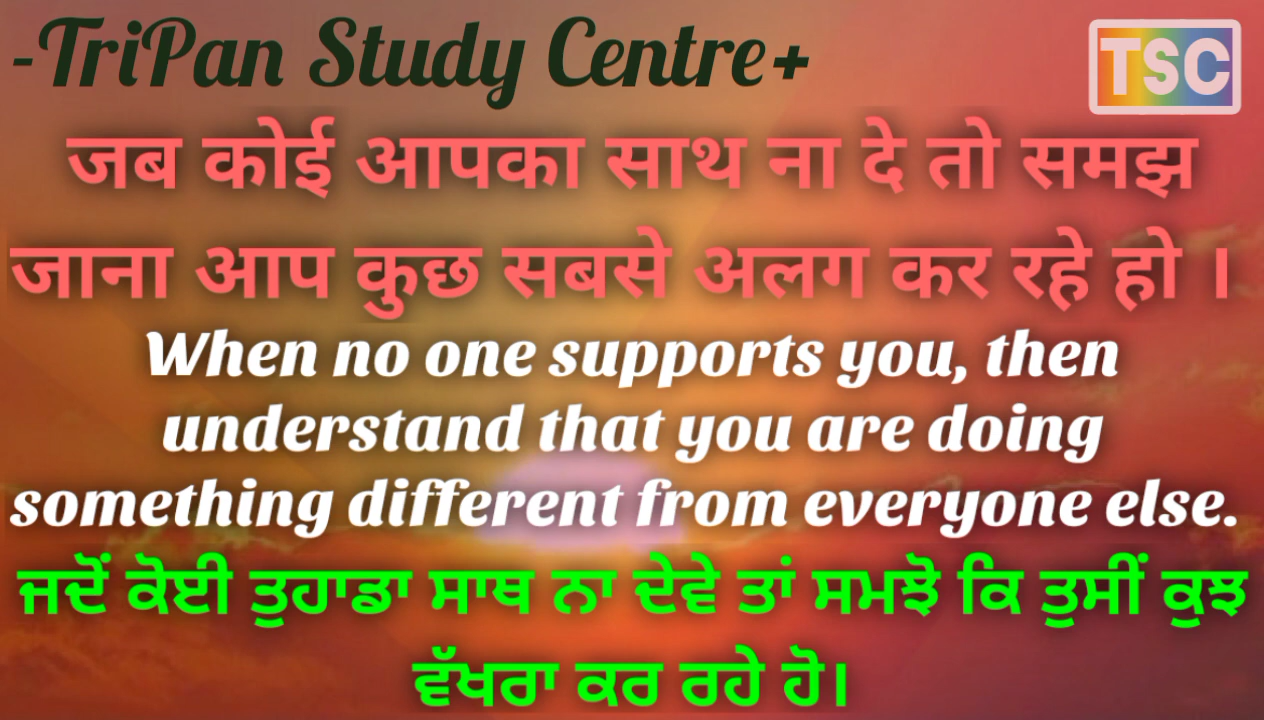 -TriPan Study Centre+
TSC
जब कोई आपका साथ ना दे तो समझ
जाना आप कुछ सबसे अलग कर रहे हो ।
When no one supports you, then
understand that you are doing
something different from everyone else.
ਜਦੋਂ ਕੋਈ ਤੁਹਾਡਾ ਸਾਥ ਨਾ ਦੇਵੇ ਤਾਂ ਸਮਝੋ ਕਿ ਤੁਸੀਂ ਕੁਝ
ਵੱਖਰਾ ਕਰ ਰਹੇ ਹੋ।